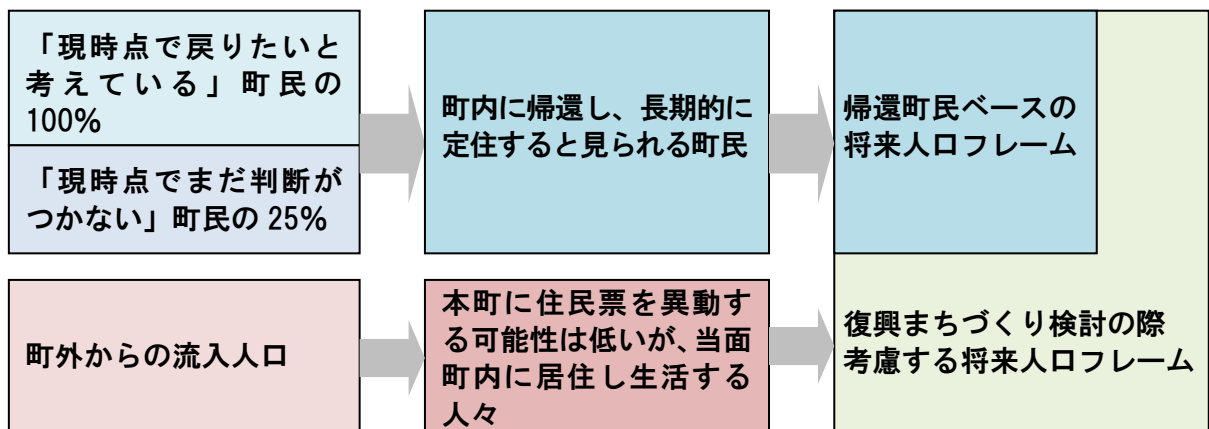 「現時点で戻りたいと
考えている」町民の
100%
「現時点でまだ判断が
つかない」町民の 25%
町内に帰還し、長期的に
定住すると見られる町民
帰還町民ベースの
将来人口フレーム
町外からの流入人口
本町に住民票を異動す
る可能性は低いが、当面
町内に居住し生活する
人々
復興まちづくり検討の際
考慮する将来人口フレーム